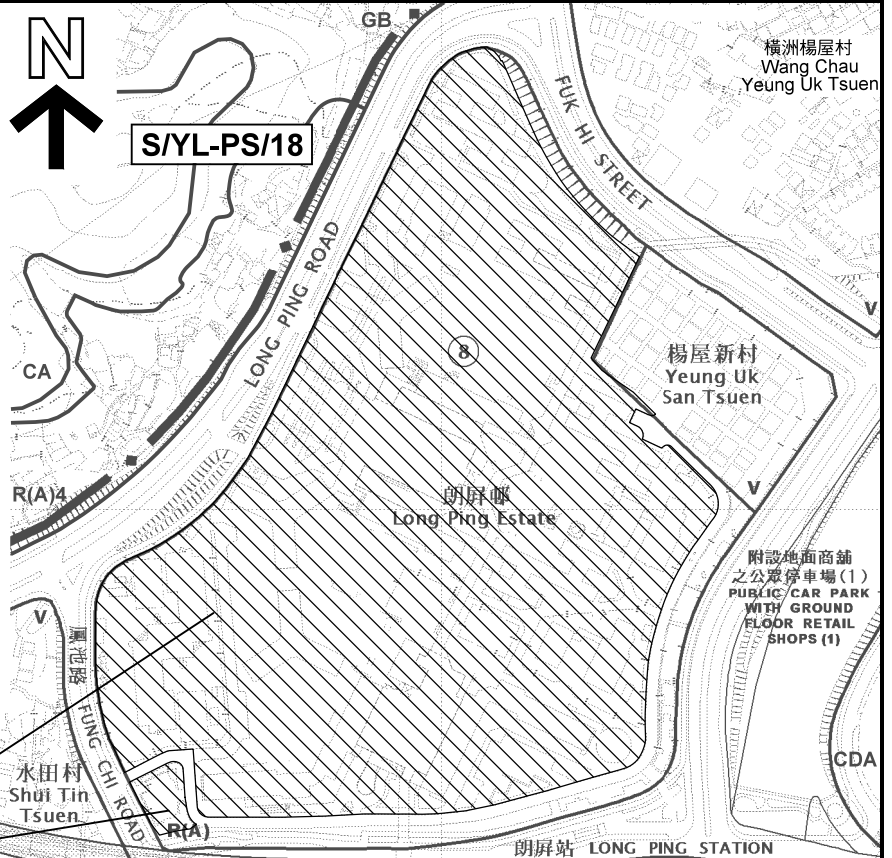 N
GB
橫洲楊屋村
Wang Chau
Yeung Uk Tsuen
S/YL-PS/18
FUK HI STREET
LONG PING ROAD
V
8
CA
楊屋新村
Yeung Uk
San Tsuen
R(A)4
朗屏邨
Long Ping Estate
V
附設地面商舖
之公眾停車場(1)
PUBLIC CAR PARK
WITH GROUND
FLOOR RETAIL
SHOPS (1)
V
鳳池路 FUNG CHI ROAD
水田村
Shui Tin
Tsuen
CDA
R(A)
朗屏站 LONG PING STATION